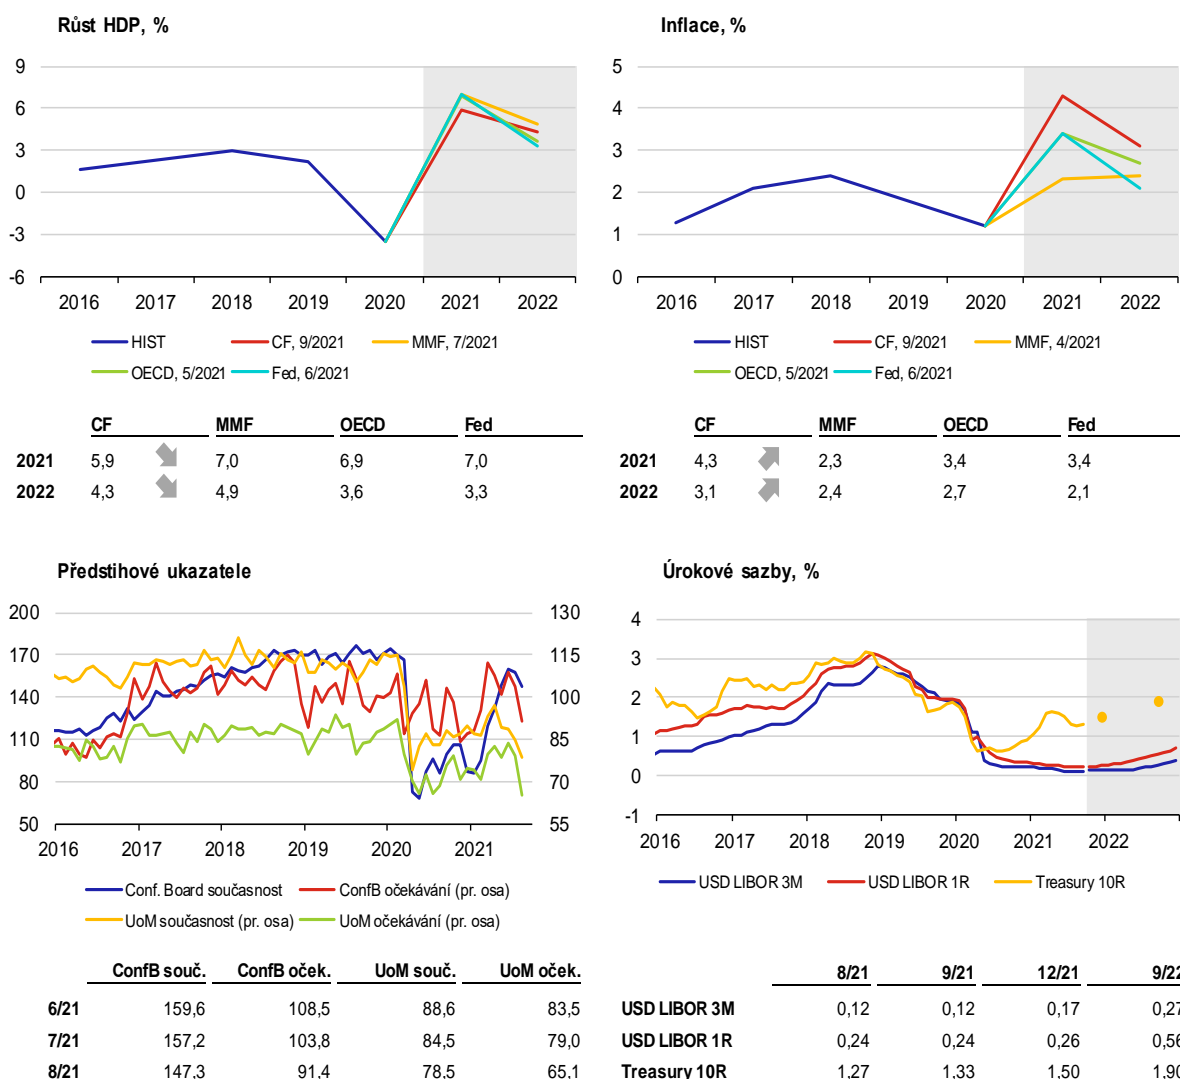 Růst HDP, %
9
6
3
0
-3
-6
2016 2017 2018 2019 2020 2021 2022
HIST CF, 9/2021 MMF, 7/2021
OECD, 5/2021 Fed, 6/2021
CF MMF OECD Fed
2021 5,9 7,0 6,9 7,0
2022 4,3 4,9 3,6 3,3
Inflace, %
5
4
3
2
1
0
2016 2017 2018 2019 2020 2021 2022
HIST CF, 9/2021 MMF, 4/2021
OECD, 5/2021 Fed, 6/2021
CF MMF OECD Fed
2021 4,3 2,3 3,4 3,4
2022 3,1 2,4 2,7 2,1
Předstihové ukazatele
200 130
170 115
140 100
110 85
80 70
50 55
2016 2017 2018 2019 2020 2021
Conf. Board současnost ConfB očekávání (pr. osa)
UoM současnost (pr. osa) UoM očekávání (pr. osa)
ConfB souč. ConfB oček. UoM souč. UoM oček.
6/21 159,6 108,5 88,6 83,5
7/21 157,2 103,8 84,5 79,0
8/21 147,3 91,4 78,5 65,1
Úrokové sazby, %
4
3
2
1
0
-1
2016 2017 2018 2019 2020 2021 2022
USD LIBOR 3M USD LIBOR 1R Treasury 10R
8/21 9/21 12/21 9/22
USD LIBOR 3M 0,12 0,12 0,17 0,27
USD LIBOR 1R 0,24 0,24 0,26 0,56
Treasury 10R 1,27 1,33 1,50 1,90